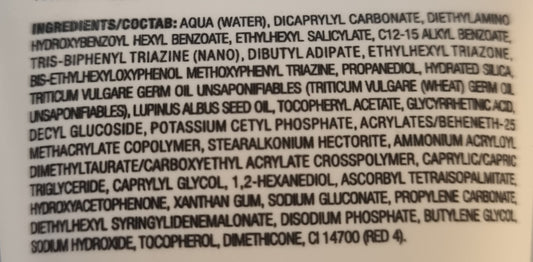 INGREDIENTS/СОСТАВ: AQUA (WATER), DICAPRYLYL CARBONATE, DIETHYLAMINO
HYDROXYBENZOYL HEXYL BENZOATE, ETHYLHEXYL SALICYLATE, C12-15 ALKYL BENZOATE,
TRIS-BIPHENYL TRIAZINE (NANO), DIBUTYL ADIPATE, ETHYLHEXYL TRIAZONE,
BIS-ETHYLHEXYLOXYPHENOL METHOXYPHENYL TRIAZINE, PROPANEDIOL, HYDRATED SILICA,
TRITICUM VULGARE GERM OIL UNSAPONIFIABLES (TRITICUM VULGARE (WHEAT) GERM OIL
UNSAPONIFIABLES), LUPINUS ALBUS SEED OIL, TOCOPHERYL ACETATE, GLYCYRRHETINIC ACID,
DECYL GLUCOSIDE, POTASSIUM CETYL PHOSPHATE, ACRYLATES/BEHENETH-25
METHACRYLATE COPOLYMER, STEARALKONIUM HECTORITE, AMMONIUM ACRYLOYL
DIMETHYLTAURATE/CARBOXYETHYL ACRYLATE CROSSPOLYMER, CAPRYLIC/CAPRIC
TRIGLYCERIDE, CAPRYLYL GLYCOL, 1,2-HEXANEDIOL, ASCORBYL TETRAISOPALMITATE,
HYDROXYACETOPHENONE, XANTHAN GUM, SODIUM GLUCONATE, PROPYLENE CARBONATE,
DIETHYLHEXYL SYRINGYLIDENEMALONATE, DISODIUM PHOSPHATE, BUTYLENE GLYCOL,
SODIUM HYDROXIDE, TOCOPHEROL, DIMETHICONE, CI 14700 (RED 4).